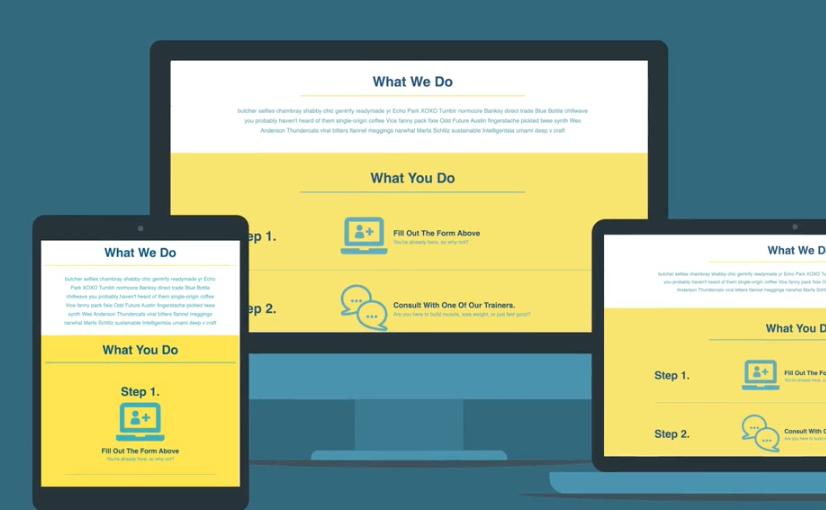 What We Do
butcher selfies chambray shabby chic gentrify readymade yr Echo Park XOXO Tumblr normcore Banksy direct trade Blue Bottle chillwave
you probably haven't heard of them single-origin coffee Vice fanny pack fixie Odd Future Austin fingerstache pickled twee synth Wes
Anderson Thundercats viral bitters flannel meggings narwhal Marfa Schlitz sustainable Intelligentsia umami deep v craft
What You Do
ep 1.
Fill Out The Form Above
You're already here, so why not?
ep 2.
Consult With One Of Our Trainers.
Are you here to build muscle, lose weight, or just feel good?
What We Do
butcher selfies chambray shabby chic gentrify readymade yr Echo
Park XOXO Tumblr normcore Banksy direct trade Blue Bottle
chillwave you probably haven't heard of them single-origin coffee
Vice fanny pack fixie Odd Future Austin fingerstache pickled twee
synth Wes Anderson Thundercats viral bitters flannel meggings
narwhal Marfa Schlitz sustainable Intelligentsia umami deep v craft
What You Do
Step 1.
Fill Out The Form Above
You're already here, so why not?
What We D
butcher selfies chambray shabby chic gentrify readymade yr Echo Park XOXO Tumblr
you probably haven't heard of them single-origin coffee Vice fanny pack fixie Odd Future
Anderson Thundercats viral bitters flannel meggings narwhal Marfa
What You D
Step 1.
Fill Out The Fo
You're already here,
Step 2.
Consult With O
Are you here to build